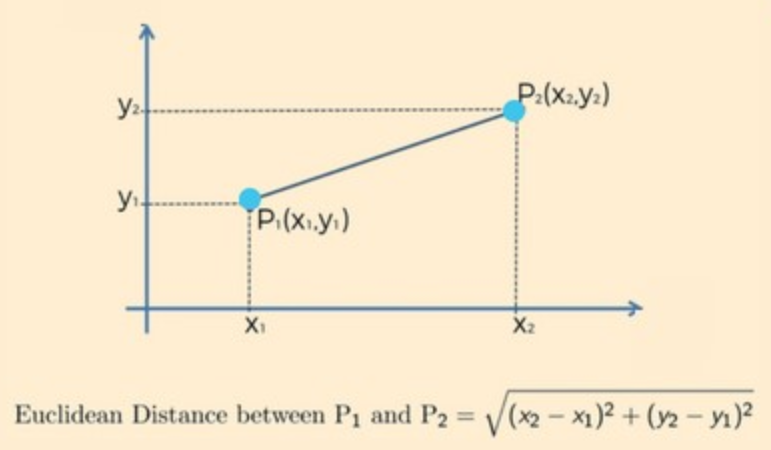 y₂
P₂(x₂,y₂)
y₁
P₁(x₁,y₁)
x₁
x₂
Euclidean Distance between P₁ and P₂ = √(x₂ − x₁)² + (y₂ − y₁)²